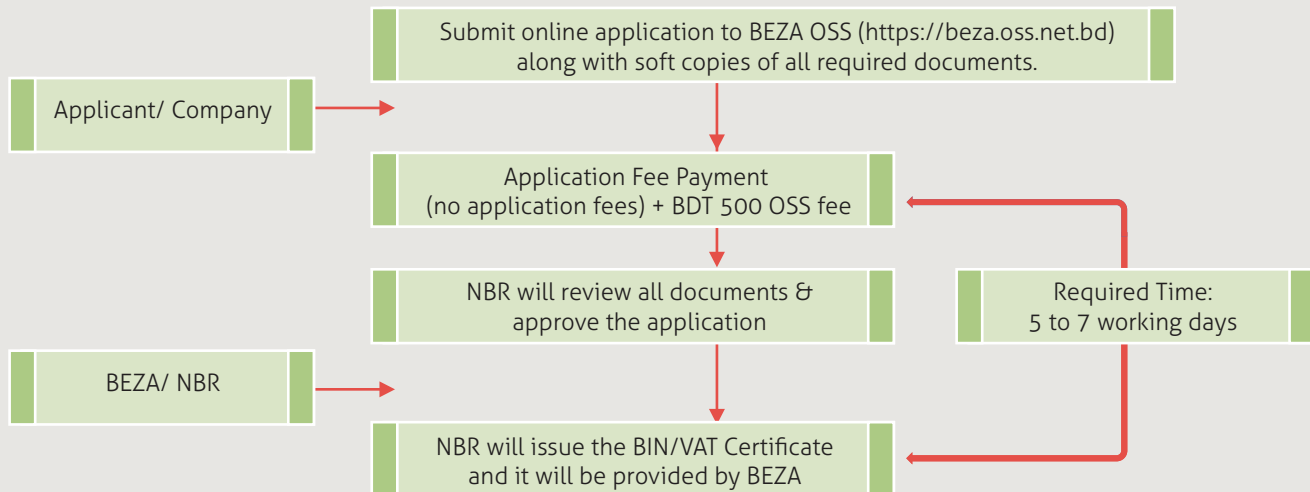 Submit online application to BEZA OSS (https://beza.oss.net.bd)
along with soft copies of all required documents.
Applicant/ Company
Application Fee Payment
(no application fees) + BDT 500 OSS fee
NBR will review all documents &
approve the application
Required Time:
5 to 7 working days
BEZA/ NBR
NBR will issue the BIN/VAT Certificate
and it will be provided by BEZA